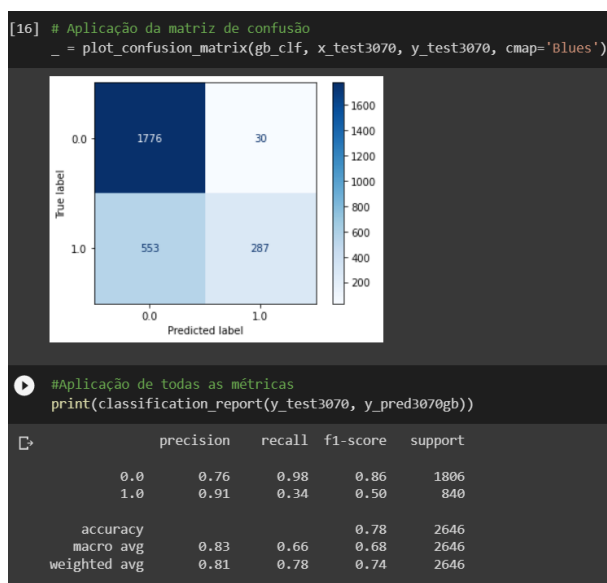 [16] # Aplicação da matriz de confusão
_ = plot_confusion_matrix(gb_clf, x_test3070, y_test3070, cmap='Blues')
0.0 1776 30
1.0 553 287
True label
0.0 1.0
Predicted label
1600
1400
1200
1000
800
600
400
200
#Aplicação de todas as métricas
print(classification_report(y_test3070, y_pred3070gb))
precision recall f1-score support
0.0 0.76 0.98 0.86 1806
1.0 0.91 0.34 0.50 840
accuracy 0.78 2646
macro avg 0.83 0.66 0.68 2646
weighted avg 0.81 0.78 0.74 2646